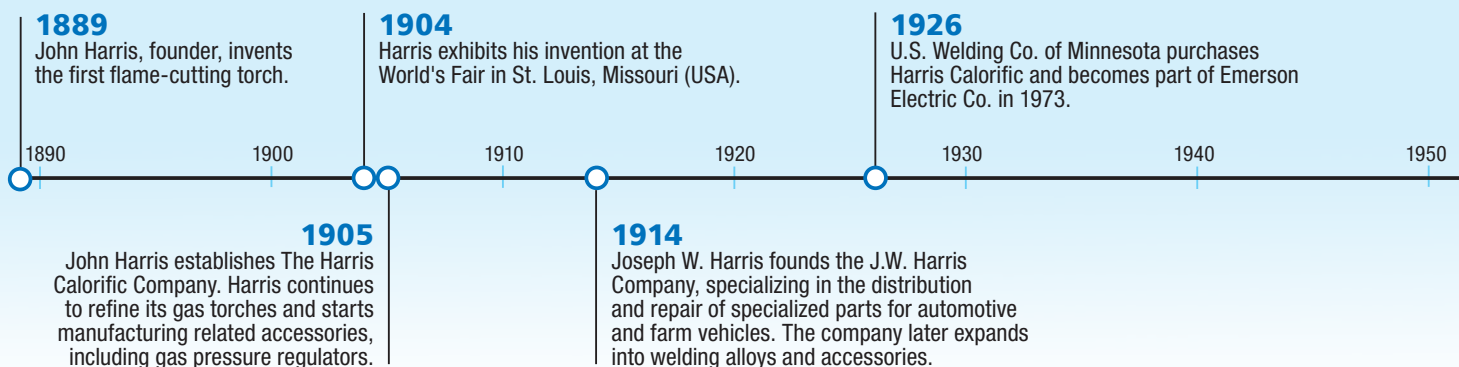 1889
John Harris, founder, invents
the first flame-cutting torch.
1904
Harris exhibits his invention at the
World's Fair in St. Louis, Missouri (USA).
1926
U.S. Welding Co. of Minnesota purchases
Harris Calorific and becomes part of Emerson
Electric Co. in 1973.
1890
1900
1910
1920
1930
1940
1950
1905
John Harris establishes The Harris
Calorific Company. Harris continues
to refine its gas torches and starts
manufacturing related accessories,
including gas pressure regulators.
1914
Joseph W. Harris founds the J.W. Harris
Company, specializing in the distribution
and repair of specialized parts for automotive
and farm vehicles. The company later expands
into welding alloys and accessories.